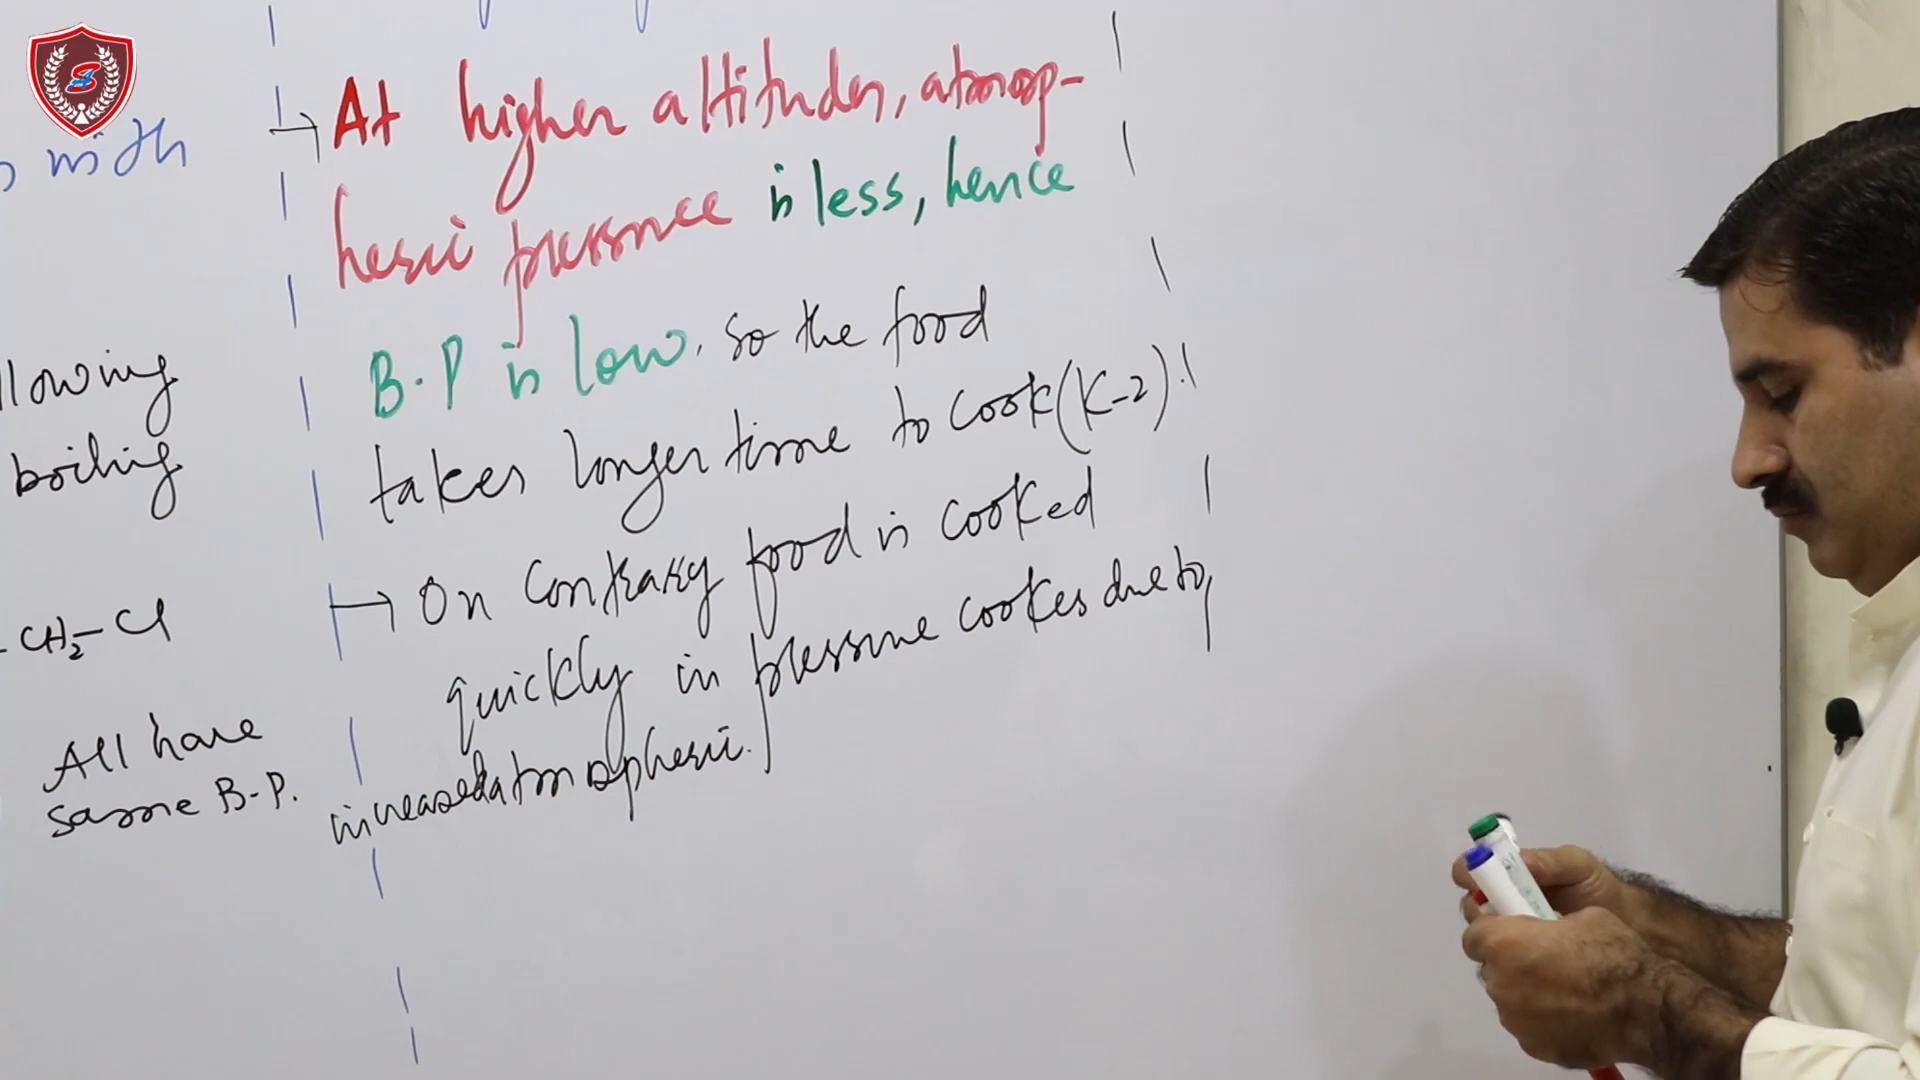 with
llowing
boiling
-CH₂-Cl
All have
same B-P.
At higher altitudes, atmosp-
heric pressure is less, hence
B.P is low. so the food
takes longer time to cook (K-2).
On contrary food is cooked
quickly in pressure cooker due to
increased atmospheric.